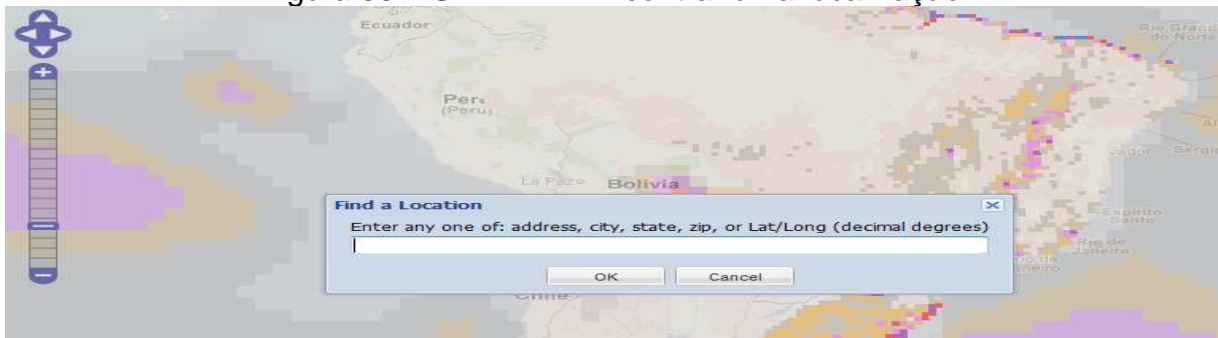 Ecuador
Rio Grande
do Norte
(Peru)
La Paz
Bolivia
Find a Location
Enter any one of: address, city, state, zip, or Lat/Long (decimal degrees)
Espírito
Santo
Rio de
Janeiro
OK Cancel
Chile